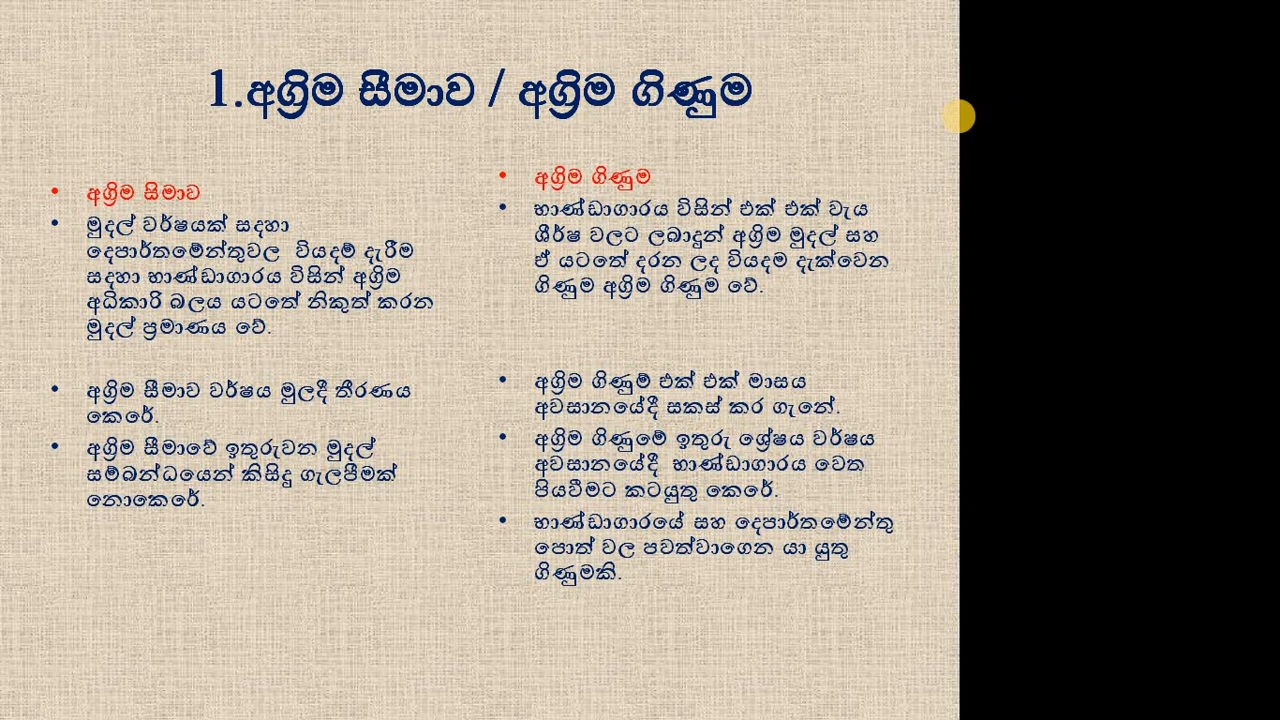 1.අග්‍රිම සීමාව / අග්‍රිම ගිණුම
• අග්‍රිම සිමාව
• මුදල් වර්ෂයක් සදහා
දෙපාර්තමේන්තුවල වියදම් දැරීම
සදහා භාණ්ඩාගාරය විසින් අග්‍රිම
අධිකාරි බලය යටතේ නිකුත් කරන
මුදල් ප්‍රමාණය වේ.
• අග්‍රිම සීමාව වර්ෂය මුලදී තීරණය
කෙරේ.
• අග්‍රිම සීමාවේ ඉතුරුවන මුදල්
සම්බන්ධයෙන් කිසිදු ගැලපීමක්
නොකෙරේ.
• අග්‍රිම ගිණුම
• භාණ්ඩාගාරය විසින් එක් එක් වැය
ශීර්ෂ වලට ලබාදුන් අග්‍රිම මුදල් සහ
ඒ යටතේ දරන ලද වියදම දැක්වෙන
ගිණුම අග්‍රිම ගිණුම වේ.
• අග්‍රිම ගිණුම් එක් එක් මාසය
අවසානයේදී සකස් කර ගැනේ.
• අග්‍රිම ගිණුමේ ඉතුරු ශ්‍රේෂය වර්ෂය
අවසානයේදී භාණ්ඩාගාරය වෙත
පියවීමට කටයුතු කෙරේ.
• භාණ්ඩාගාරයේ සහ දෙපාර්තමේන්තු
පොත් වල පවත්වාගෙන යා යුතු
ගිණුමකි.